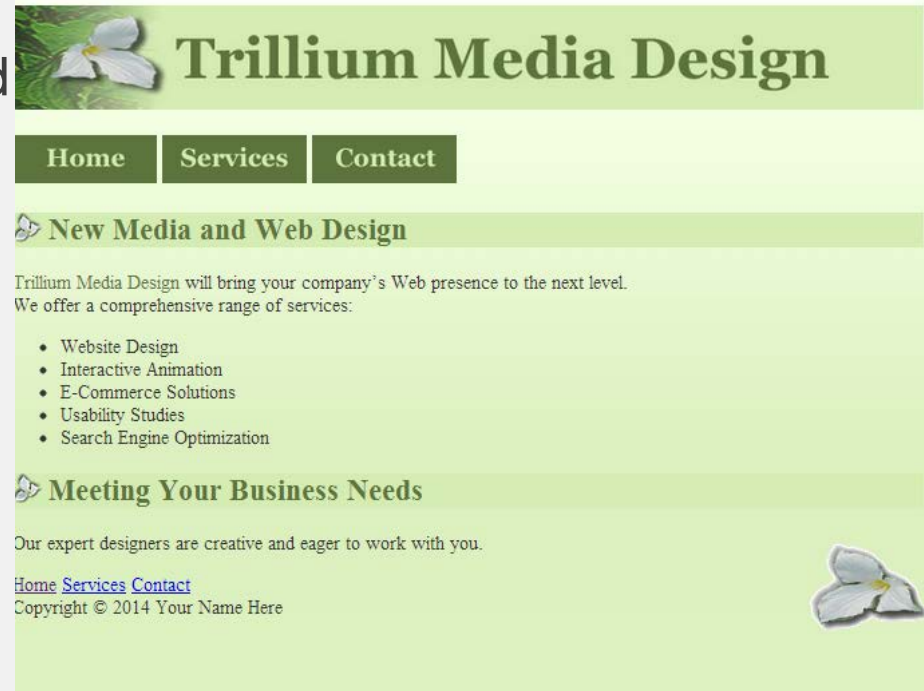 Trillium Media Design
Home Services Contact
New Media and Web Design
Trillium Media Design will bring your company's Web presence to the next level.
We offer a comprehensive range of services:
• Website Design
• Interactive Animation
• E-Commerce Solutions
• Usability Studies
• Search Engine Optimization
Meeting Your Business Needs
Our expert designers are creative and eager to work with you.
Home Services Contact
Copyright © 2014 Your Name Here